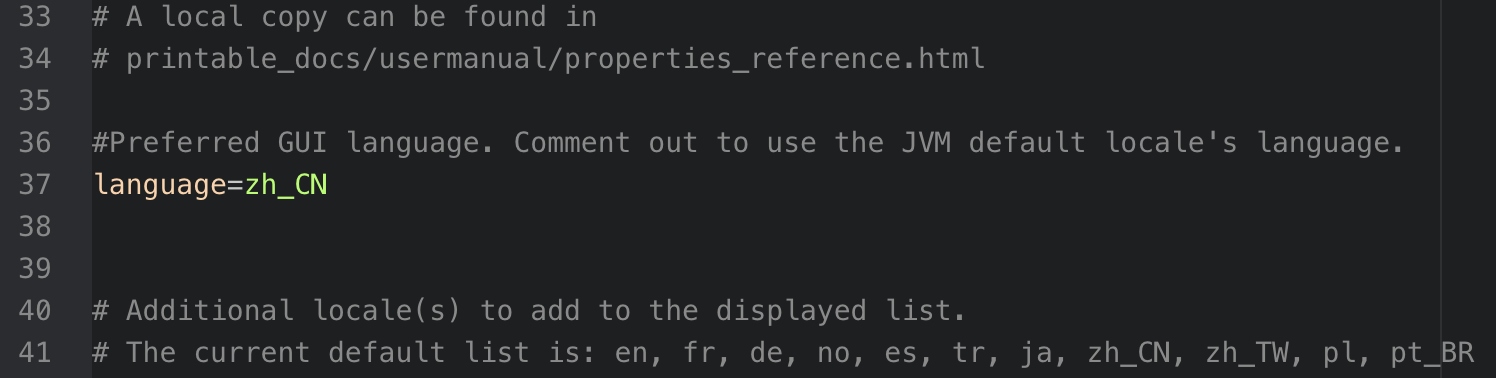 33 # A local copy can be found in
34 # printable_docs/usermanual/properties_reference.html
35
36 #Preferred GUI language. Comment out to use the JVM default locale's language.
37 language=zh_CN
38
39
40 # Additional locale(s) to add to the displayed list.
41 # The current default list is: en, fr, de, no, es, tr, ja, zh_CN, zh_TW, pl, pt_BR